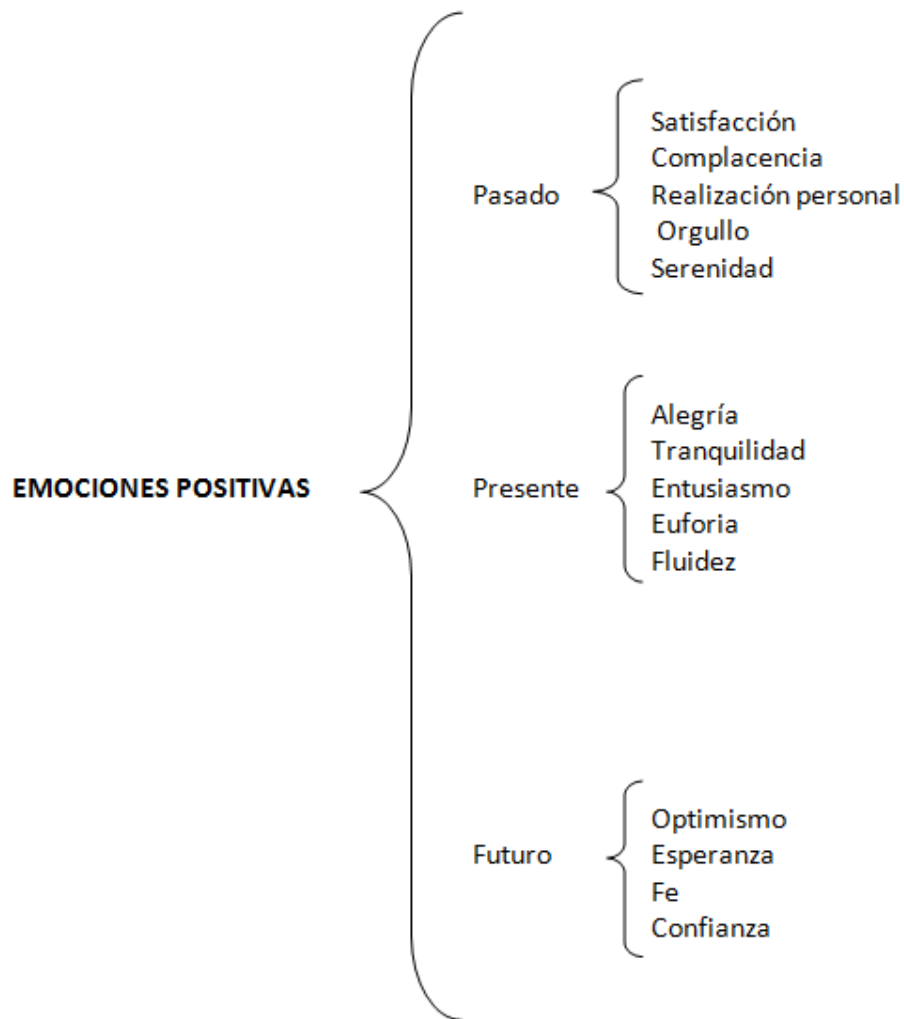 EMOCIONES POSITIVAS
Pasado
Satisfacción
Complacencia
Realización personal
Orgullo
Serenidad
Presente
Alegría
Tranquilidad
Entusiasmo
Euforia
Fluidez
Futuro
Optimismo
Esperanza
Fe
Confianza